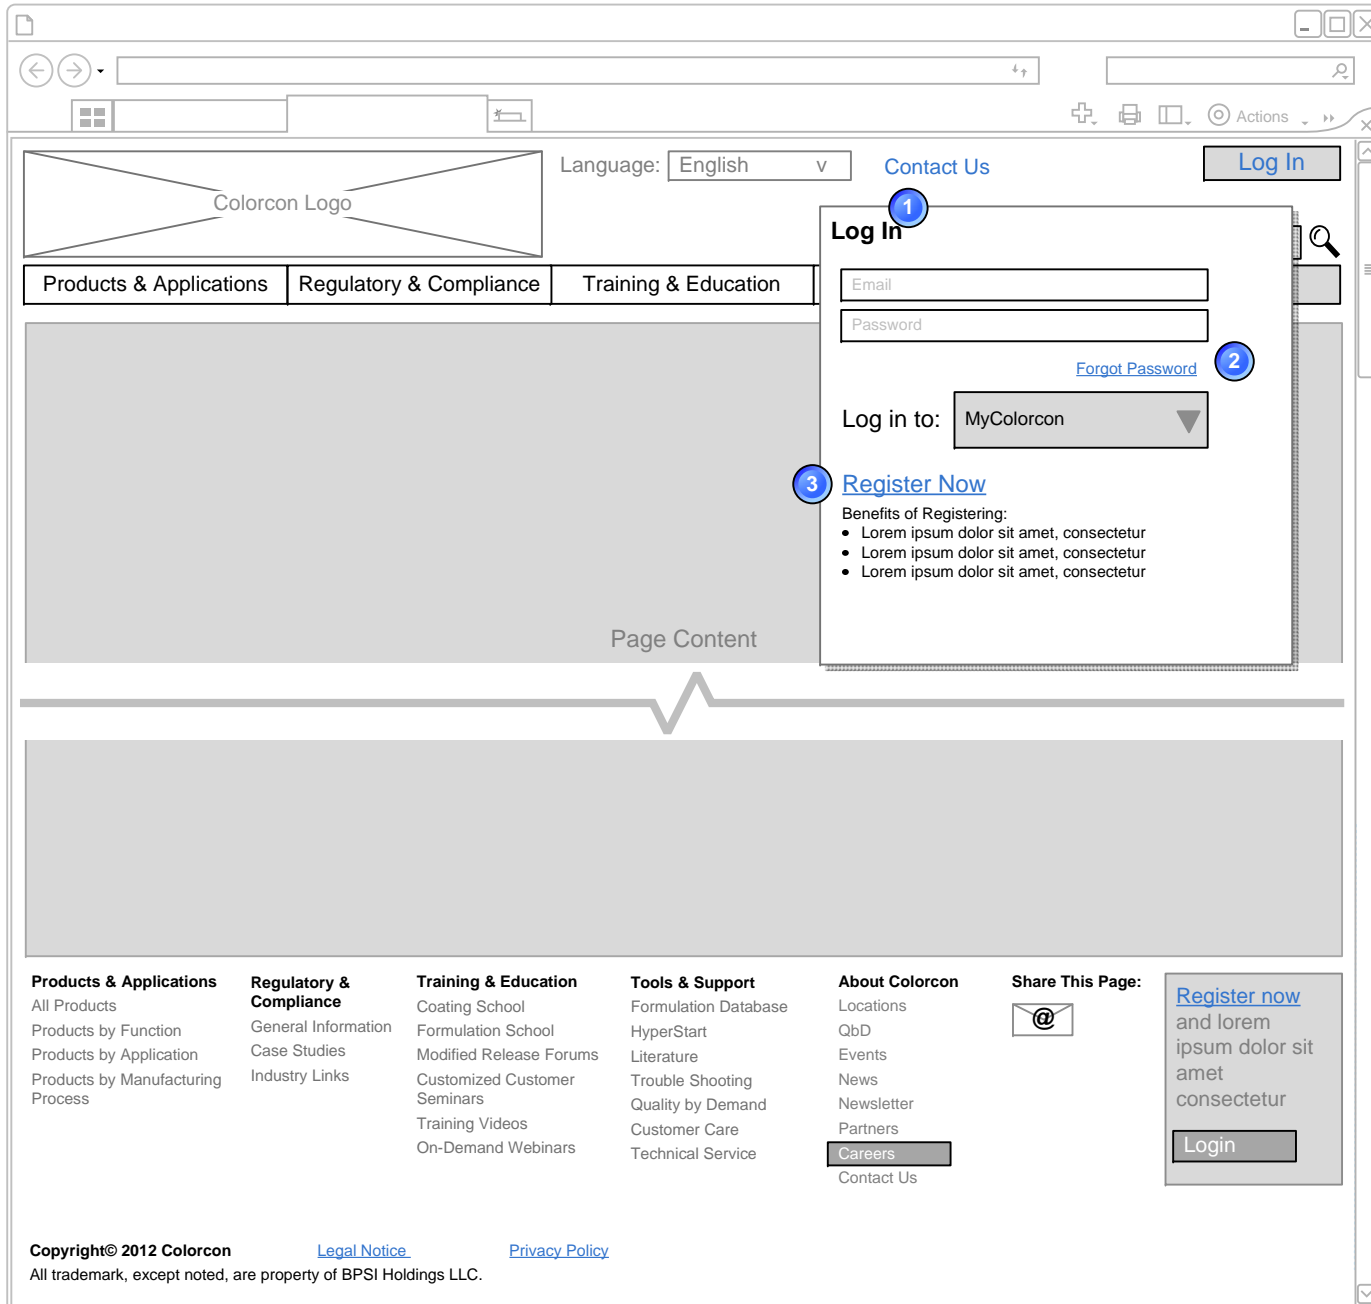 Actions
Language:
English
v
Contact Us
Log In
Colorcon Logo
1
Log In
Products & Applications
Regulatory & Compliance
Training & Education
Email
Password
Forgot Password
2
Log in to:
MyColorcon
3
Register Now
Benefits of Registering:
Lorem ipsum dolor sit amet, consectetur
Lorem ipsum dolor sit amet, consectetur
Lorem ipsum dolor sit amet, consectetur
Page Content
Products & Applications
All Products
Products by Function
Products by Application
Products by Manufacturing
Process
Regulatory &
Compliance
General Information
Case Studies
Industry Links
Training & Education
Coating School
Formulation School
Modified Release Forums
Customized Customer
Seminars
Training Videos
On-Demand Webinars
Tools & Support
Formulation Database
HyperStart
Literature
Trouble Shooting
Quality by Demand
Customer Care
Technical Service
About Colorcon
Locations
QbD
Events
News
Newsletter
Partners
Careers
Contact Us
Share This Page:
@
Register now
and lorem
ipsum dolor sit
amet
consectetur
Login
Copyright© 2012 Colorcon
Legal Notice
Privacy Policy
All trademark, except noted, are property of BPSI Holdings LLC.